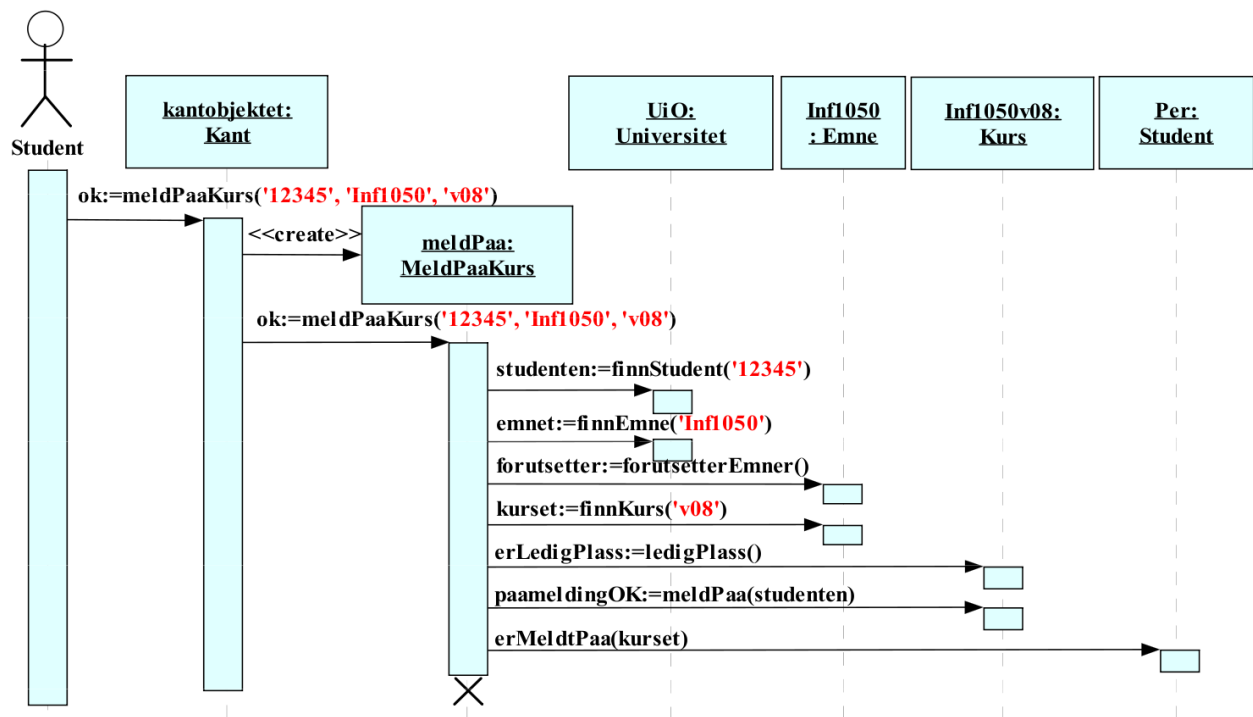 Student
kantobjektet:
Kant
UiO:
Universitet
Inf1050
: Emne
Inf1050v08:
Kurs
Per:
Student
ok:=meldPaaKurs('12345', 'Inf1050', 'v08')
<<create>>
meldPaa:
MeldPaaKurs
ok:=meldPaaKurs('12345', 'Inf1050', 'v08')
studenten:=finnStudent('12345')
emnet:=finnEmne('Inf1050')
forutsetter:=forutsetterEmner()
kurset:=finnKurs('v08')
erLedigPlass:=ledigPlass()
paameldingOK:=meldPaa(studenten)
erMeldtPaa(kurset)